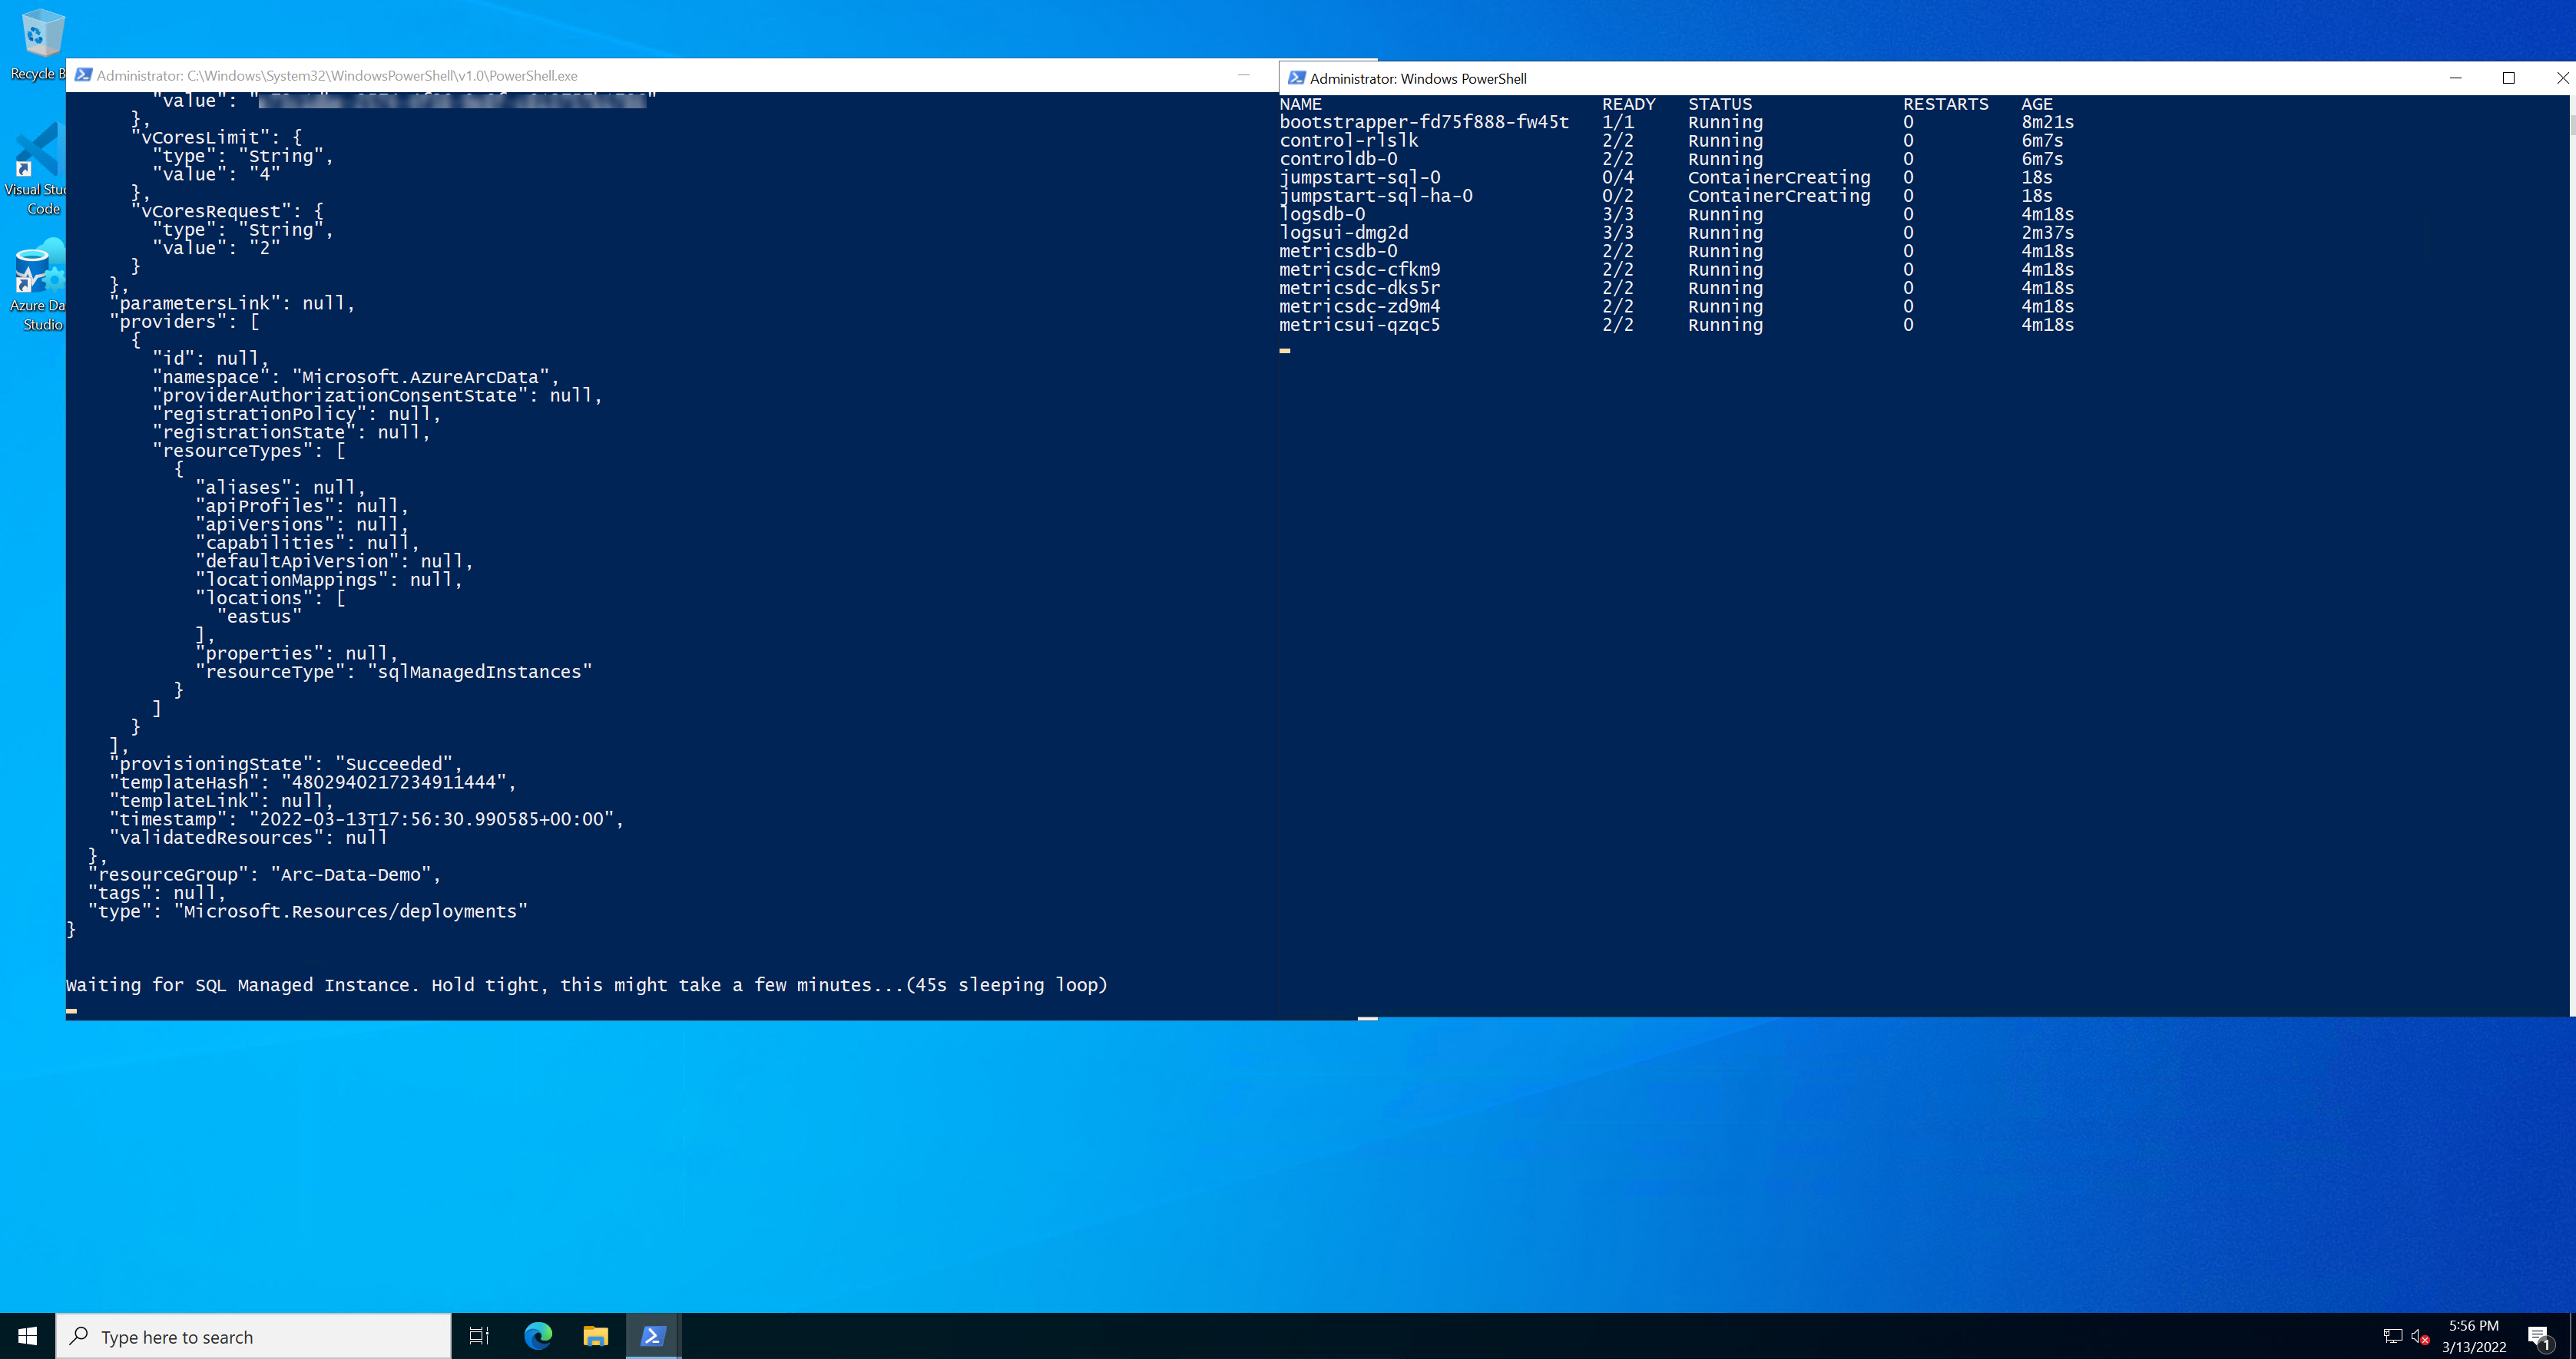 Recycle B
Visual Stud
Code
Azure Da
Studio
Administrator: C:\Windows\System32\WindowsPowerShell\v1.0\PowerShell.exe
"value": "
},
"vCoresLimit": {
"type": "String",
"value": "4"
},
"vCoresRequest": {
"type": "String",
"value": "2"
}
},
"parametersLink": null,
"providers": [
{
"id": null,
"namespace": "Microsoft.AzureArcData",
"providerAuthorizationConsentState": null,
"registrationPolicy": null,
"registrationState": null,
"resourceTypes": [
{
"aliases": null,
"apiProfiles": null,
"apiVersions": null,
"capabilities": null,
"defaultApiVersion": null,
"locationMappings": null,
"locations": [
"eastus"
],
"properties": null,
"resourceType": "sqlManagedInstances"
}
]
}
],
"provisioningState": "Succeeded",
"templateHash": "4802940217234911444",
"templateLink": null,
"timestamp": "2022-03-13T17:56:30.990585+00:00",
"validatedResources": null
},
"resourceGroup": "Arc-Data-Demo",
"tags": null,
"type": "Microsoft.Resources/deployments"
}
Waiting for SQL Managed Instance. Hold tight, this might take a few minutes...(45s sleeping loop)
Administrator: Windows PowerShell
NAME READY STATUS RESTARTS AGE
bootstrapper-fd75f888-fw45t 1/1 Running 0 8m21s
control-rlslk 2/2 Running 0 6m7s
controldb-0 2/2 Running 0 6m7s
jumpstart-sql-0 0/4 ContainerCreating 0 18s
jumpstart-sql-ha-0 0/2 ContainerCreating 0 18s
logsdb-0 3/3 Running 0 4m18s
logsui-dmg2d 3/3 Running 0 2m37s
metricsdb-0 2/2 Running 0 4m18s
metricsdc-cfkm9 2/2 Running 0 4m18s
metricsdc-dks5r 2/2 Running 0 4m18s
metricsdc-zd9m4 2/2 Running 0 4m18s
metricsui-qzqc5 2/2 Running 0 4m18s
Type here to search
5:56 PM
3/13/2022
1